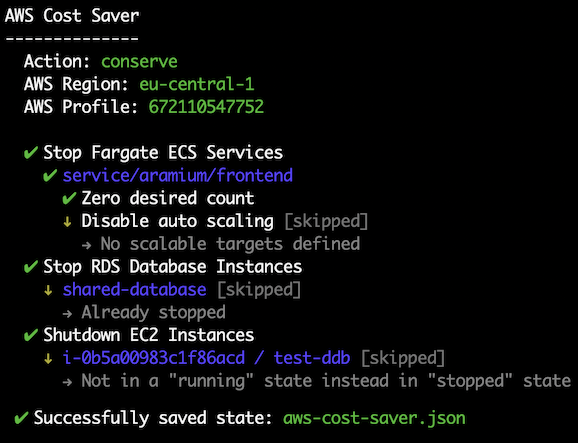 AWS Cost Saver
--------------
Action: conserve
AWS Region: eu-central-1
AWS Profile: 672110547752
✔ Stop Fargate ECS Services
✔ service/aramium/frontend
✔ Zero desired count
↓ Disable auto scaling [skipped]
→ No scalable targets defined
✔ Stop RDS Database Instances
↓ shared-database [skipped]
→ Already stopped
✔ Shutdown EC2 Instances
↓ i-0b5a00983c1f86acd / test-ddb [skipped]
→ Not in a "running" state instead in "stopped" state
✔ Successfully saved state: aws-cost-saver.json